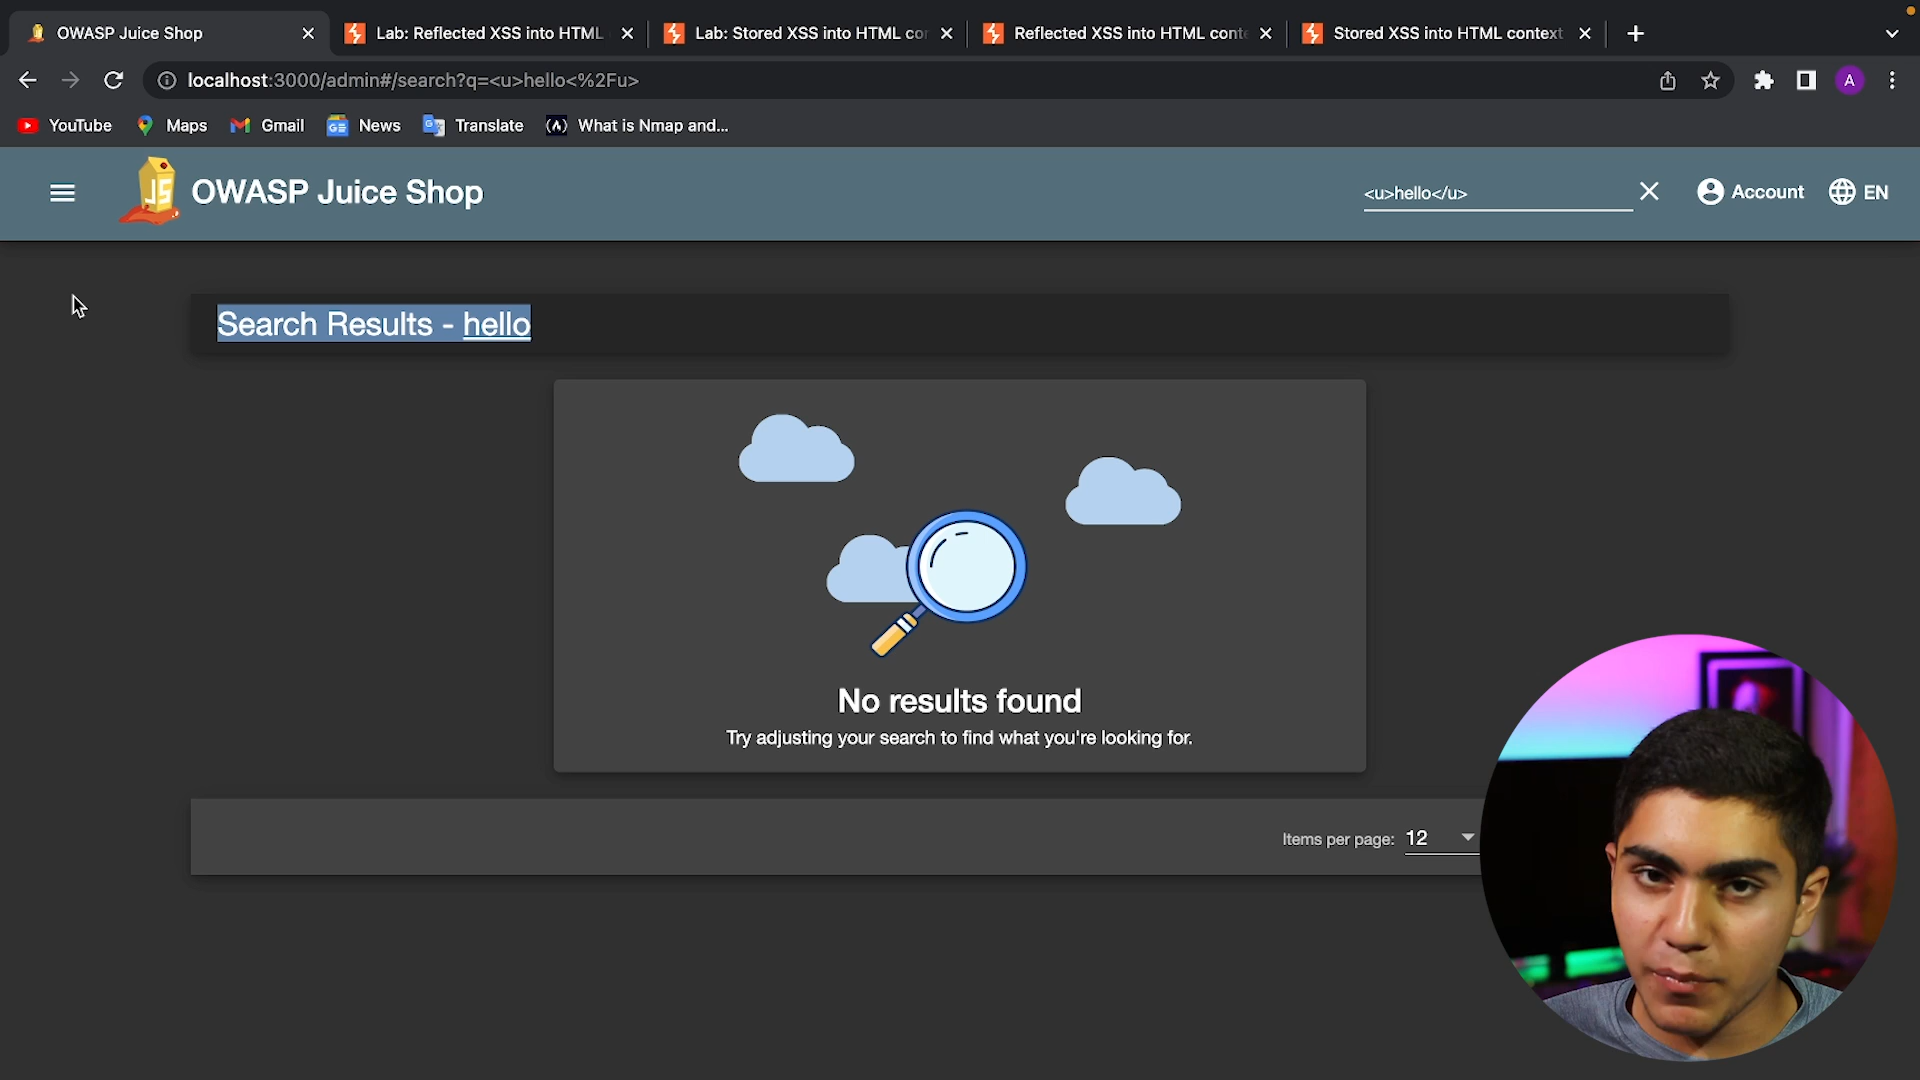 OWASP Juice Shop
Lab: Reflected XSS into HTML
Lab: Stored XSS into HTML cor
Reflected XSS into HTML conte
Stored XSS into HTML context
localhost:3000/admin#/search?q=<u>hello<%2Fu>
A
YouTube
Maps
Gmail
News
Translate
What is Nmap and...
JS
OWASP Juice Shop
<u>hello</u>
Account
EN
Search Results - hello
No results found
Try adjusting your search to find what you're looking for.
Items per page: 12